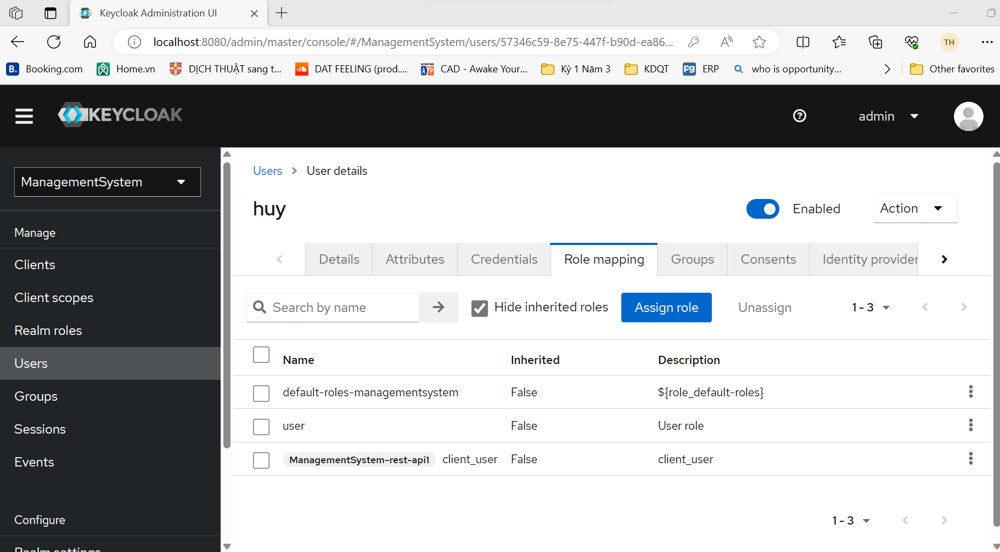 Keycloak Administration UI
localhost:8080/admin/master/console/#/ManagementSystem/users/57346c59-8e75-447f-b90d-ea86...
TH
B. Booking.com
Home.vn
DỊCH THUẬT sang t...
DAT FEELING (prod....
AYP CAD - Awake Your...
Kỳ 1 Năm 3
KDQT
pg ERP
who is opportunity...
Other favorites
KEYCLOAK
admin
ManagementSystem
Manage
Clients
Client scopes
Realm roles
Users
Groups
Sessions
Events
Configure
Realm settings
Users > User details
huy
Enabled
Action
Details Attributes Credentials Role mapping Groups Consents Identity provider
Search by name
Hide inherited roles
Assign role
Unassign
1 - 3
Name Inherited Description
default-roles-managementsystem False ${role_default-roles}
user False User role
ManagementSystem-rest-api1 client_user False client_user
1 - 3